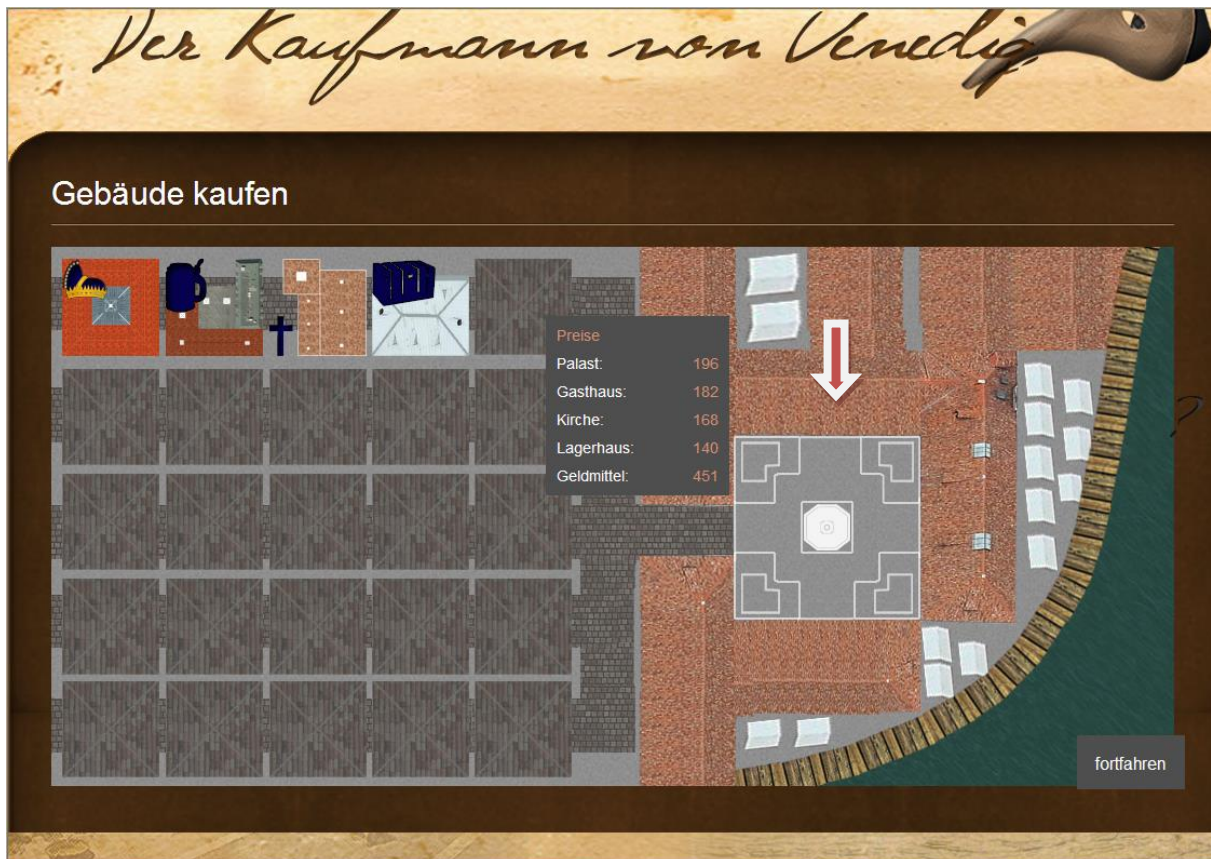 Der Kaufmann von Venedig
Gebäude kaufen
Preise
Palast: 196
Gasthaus: 182
Kirche: 168
Lagerhaus: 140
Geldmittel: 451
?
fortfahren